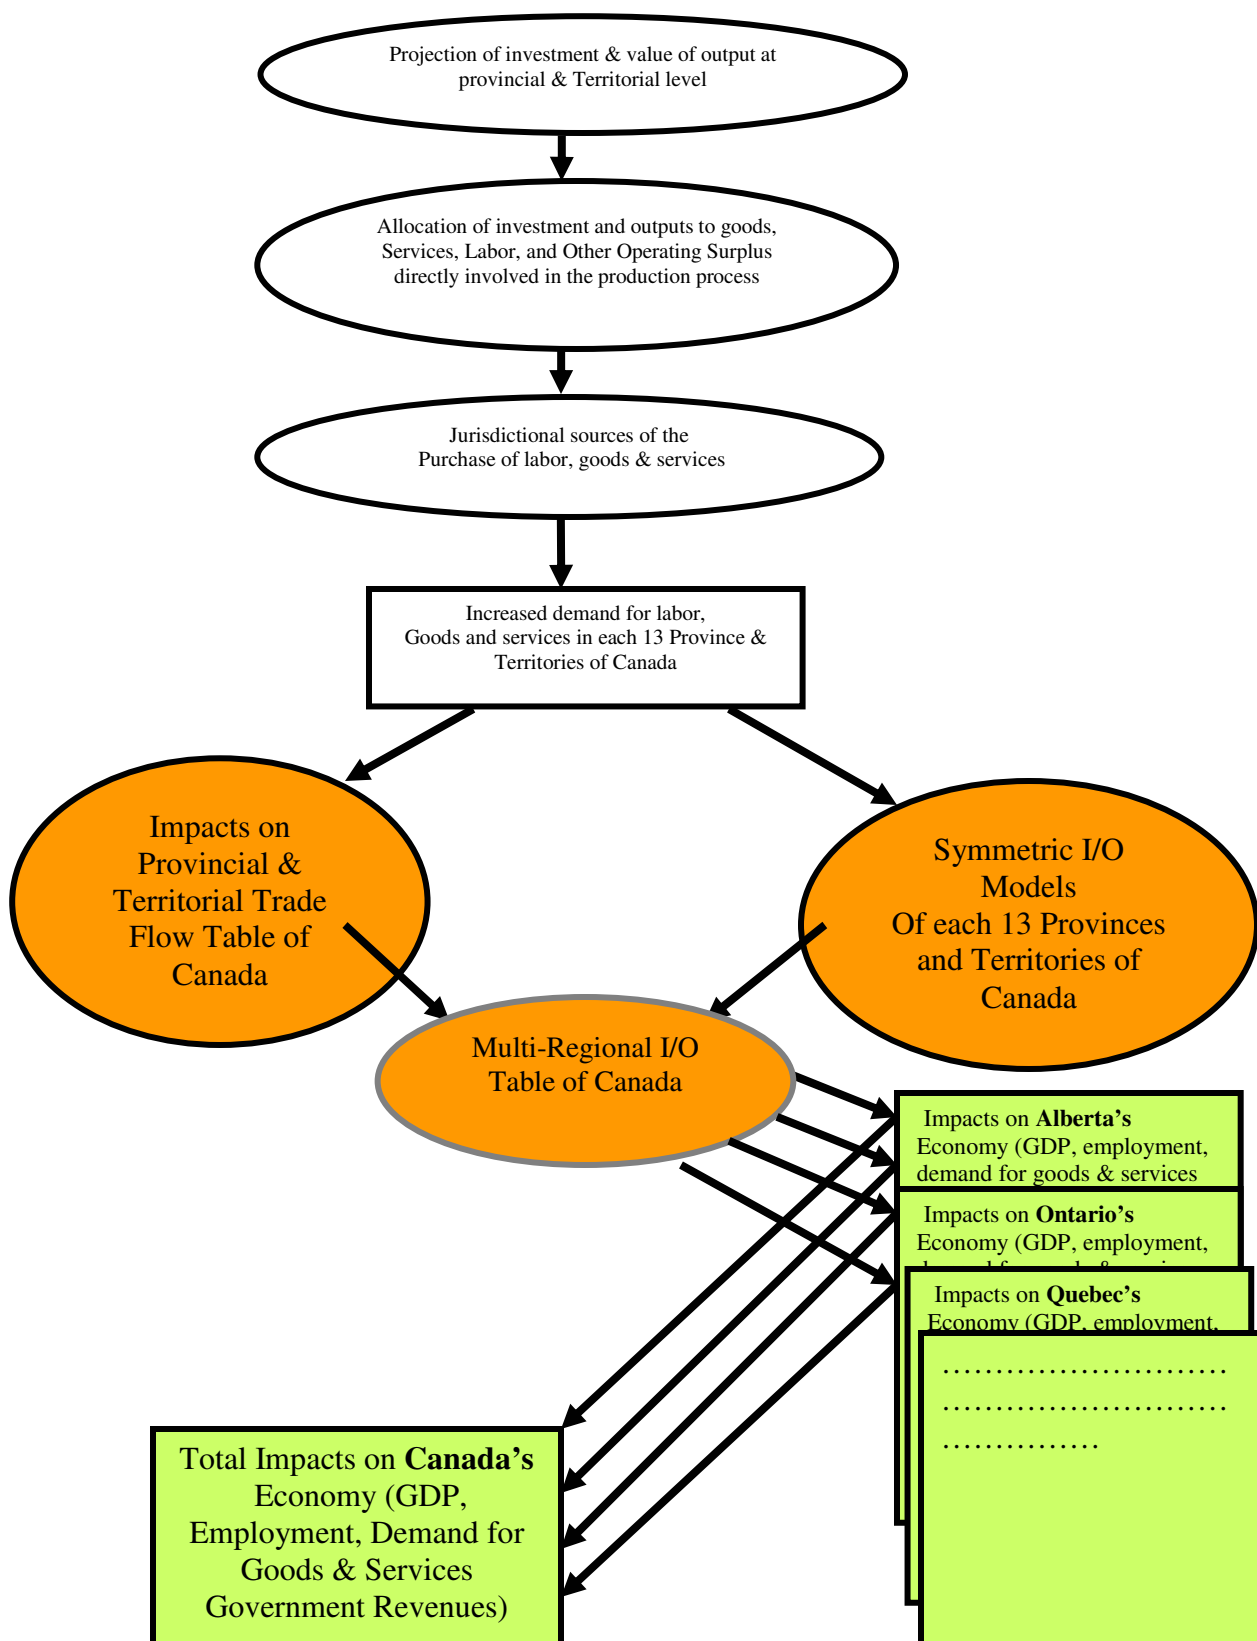 Projection of investment & value of output at
provincial & Territorial level
Allocation of investment and outputs to goods,
Services, Labor, and Other Operating Surplus
directly involved in the production process
Jurisdictional sources of the
Purchase of labor, goods & services
Increased demand for labor,
Goods and services in each 13 Province &
Territories of Canada
Impacts on
Provincial &
Territorial Trade
Flow Table of
Canada
Symmetric I/O
Models
Of each 13 Provinces
and Territories of
Canada
Multi-Regional I/O
Table of Canada
Impacts on Alberta’s
Economy (GDP, employment,
demand for goods & services
Impacts on Ontario’s
Economy (GDP, employment,
Impacts on Quebec’s
Economy (GDP, employment,
………………………
………………………
……………
Total Impacts on Canada’s
Economy (GDP,
Employment, Demand for
Goods & Services
Government Revenues)